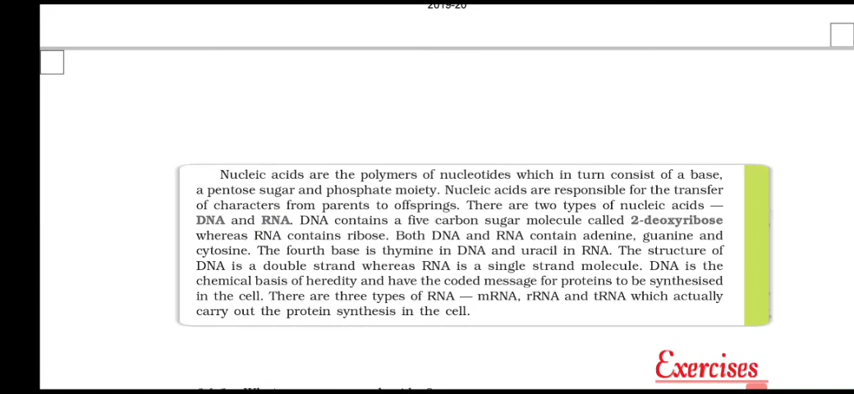 2019-20
Nucleic acids are the polymers of nucleotides which in turn consist of a base,
a pentose sugar and phosphate moiety. Nucleic acids are responsible for the transfer
of characters from parents to offsprings. There are two types of nucleic acids —
DNA and RNA. DNA contains a five carbon sugar molecule called 2-deoxyribose
whereas RNA contains ribose. Both DNA and RNA contain adenine, guanine and
cytosine. The fourth base is thymine in DNA and uracil in RNA. The structure of
DNA is a double strand whereas RNA is a single strand molecule. DNA is the
chemical basis of heredity and have the coded message for proteins to be synthesised
in the cell. There are three types of RNA — mRNA, rRNA and tRNA which actually
carry out the protein synthesis in the cell.
Exercises